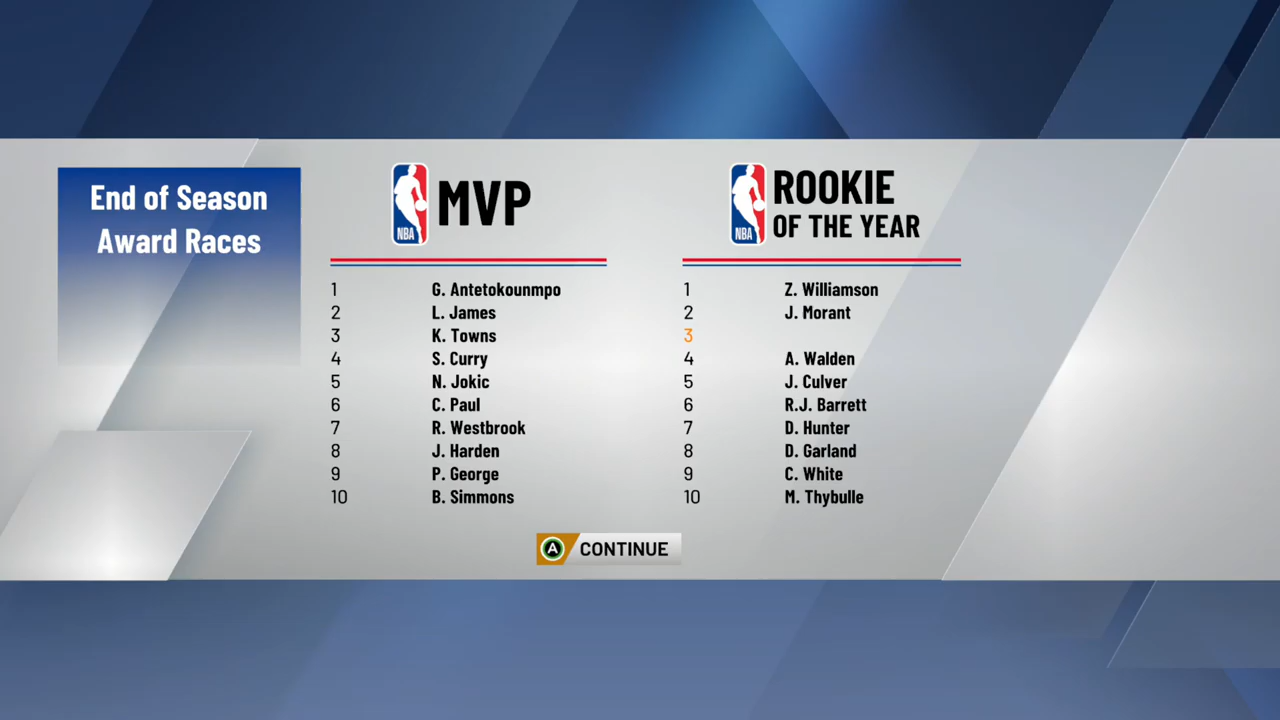 End of Season
Award Races
NBA
MVP
1 G. Antetokounmpo
2 L. James
3 K. Towns
4 S. Curry
5 N. Jokic
6 C. Paul
7 R. Westbrook
8 J. Harden
9 P. George
10 B. Simmons
NBA
ROOKIE
OF THE YEAR
1 Z. Williamson
2 J. Morant
3
4 A. Walden
5 J. Culver
6 R.J. Barrett
7 D. Hunter
8 D. Garland
9 C. White
10 M. Thybulle
A CONTINUE